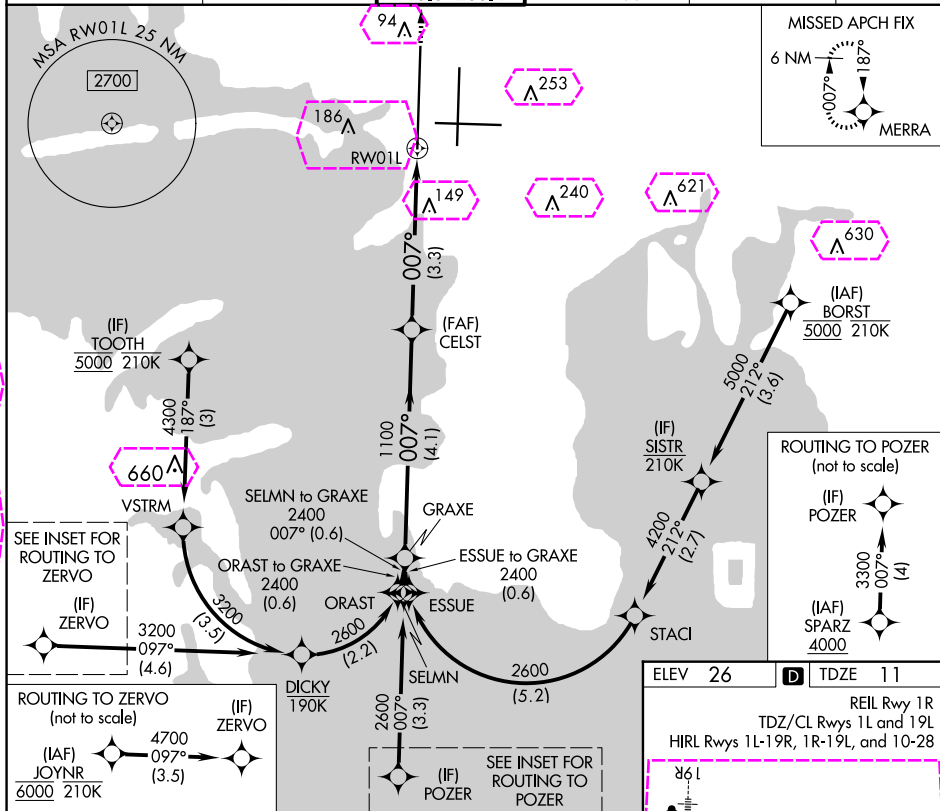 MSA RW01L 25 NM
2700
94
186
RW01L
253
149
240
621
630
MISSED APCH FIX
6 NM
007°
187°
MERRA
007°
(3.3)
(FAF)
CELST
(IF)
TOOTH
5000 210K
4300
187°
(3)
660
VSTRM
(IAF)
BORST
5000 210K
5000
212°
(3.6)
(IF)
SISTR
210K
4200
212°
(2.7)
STACI
1100
007°
(4.1)
SELMN to GRAXE
2400
007° (0.6)
GRAXE
ORAST to GRAXE
2400
(0.6)
ESSUE to GRAXE
2400
(0.6)
ORAST
ESSUE
SELMN
SEE INSET FOR
ROUTING TO
ZERVO
(IF)
ZERVO
3200
097°
(4.6)
3200
(3.5)
2600
(2.2)
DICKY
190K
2600
007°
(3.3)
2600
(5.2)
ROUTING TO POZER
(not to scale)
(IF)
POZER
3300
007°
(4)
(IAF)
SPARZ
4000
ROUTING TO ZERVO
(not to scale)
(IF)
ZERVO
(IAF)
JOYNR
6000 210K
4700
097°
(3.5)
(IF)
POZER
SEE INSET FOR
ROUTING TO
POZER
ELEV 26
D
TDZE 11
REIL Rwy 1R
TDZ/CL Rwys 1L and 19L
HIRL Rwys 1L-19R, 1R-19L, and 10-28
19R